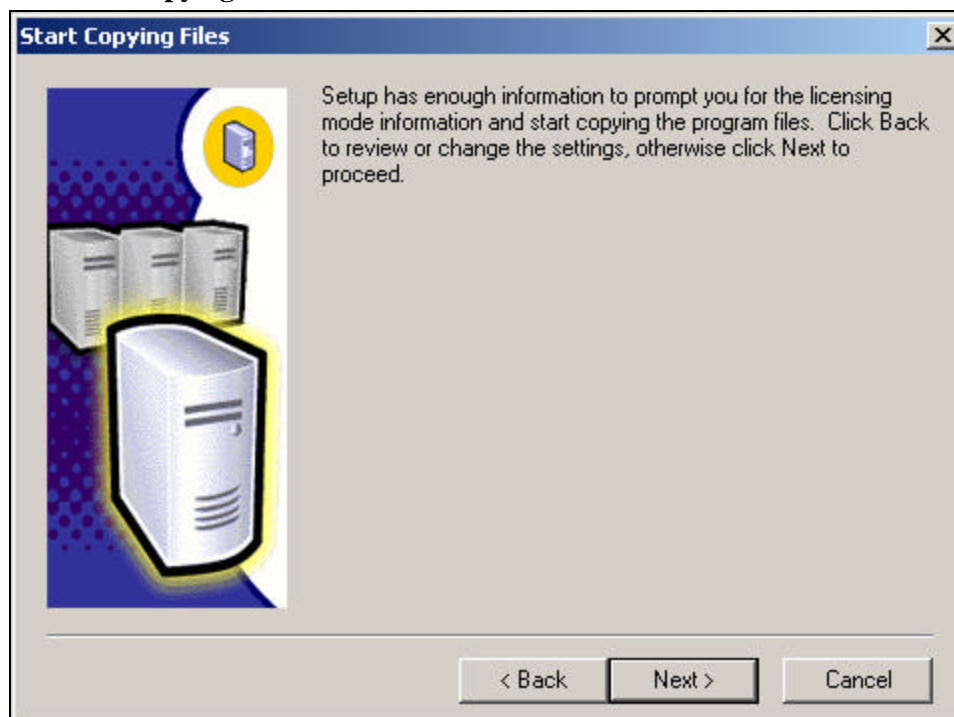 Start Copying Files
Setup has enough information to prompt you for the licensing
mode information and start copying the program files.  Click Back
to review or change the settings, otherwise click Next to
proceed.
< Back
Next >
Cancel